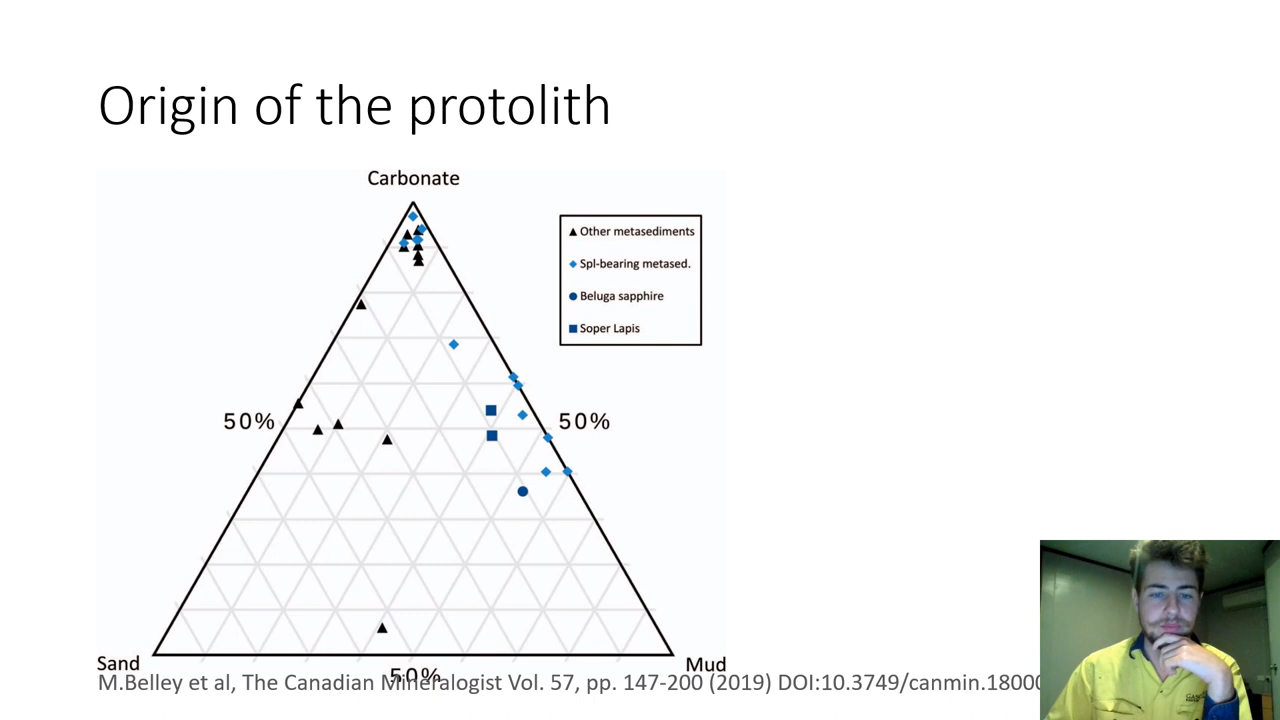 Origin of the protolith
Carbonate
Other metasediments
Spl-bearing metased.
Beluga sapphire
Soper Lapis
50%
50%
Sand
Mud
50%
M.Belley et al, The Canadian Mineralogist Vol. 57, pp. 147-200 (2019) DOI:10.3749/canmin.1800